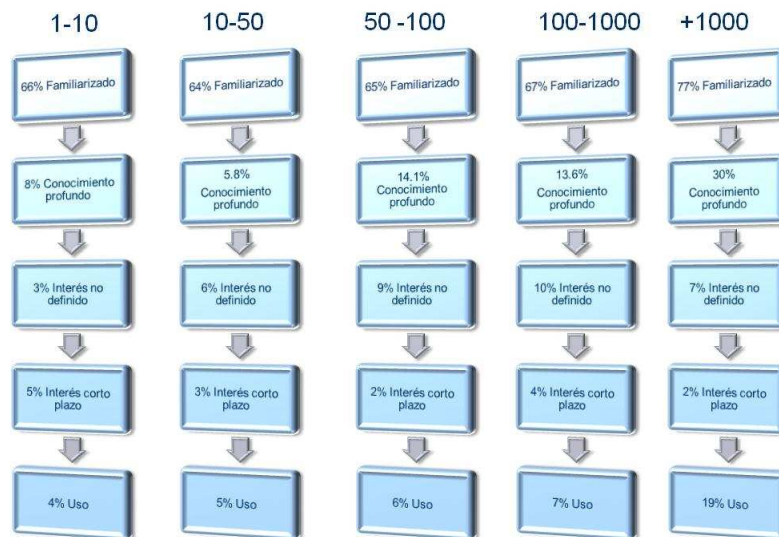 1-10
10-50
50 -100
100-1000
+1000
66% Familiarizado
64% Familiarizado
65% Familiarizado
67% Familiarizado
77% Familiarizado
8% Conocimiento
profundo
5.8%
Conocimiento
profundo
14.1%
Conocimiento
profundo
13.6%
Conocimiento
profundo
30%
Conocimiento
profundo
3% Interés no
definido
6% Interés no
definido
9% Interés no
definido
10% Interés no
definido
7% Interés no
definido
5% Interés corto
plazo
3% Interés corto
plazo
2% Interés corto
plazo
4% Interés corto
plazo
2% Interés corto
plazo
4% Uso
5% Uso
6% Uso
7% Uso
19% Uso